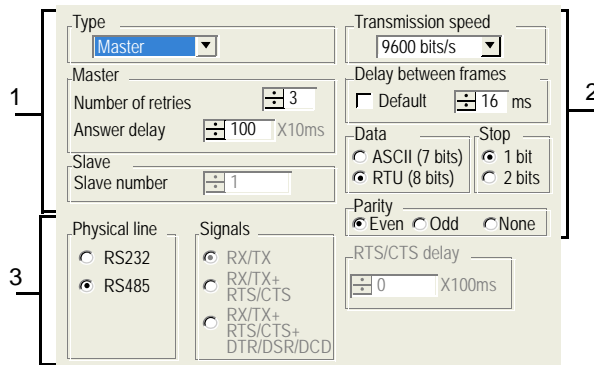 Type
Master
Transmission speed
9600 bits/s
1
Master
Number of retries 3
Answer delay 100 X10ms
Delay between frames
Default 16 ms
2
Slave
Slave number 1
Data
ASCII (7 bits)
RTU (8 bits)
Stop
1 bit
2 bits
Parity
Even Odd None
3
Physical line
RS232
RS485
Signals
RX/TX
RX/TX+
RTS/CTS
RX/TX+
RTS/CTS+
DTR/DSR/DCD
RTS/CTS delay
0 X100ms